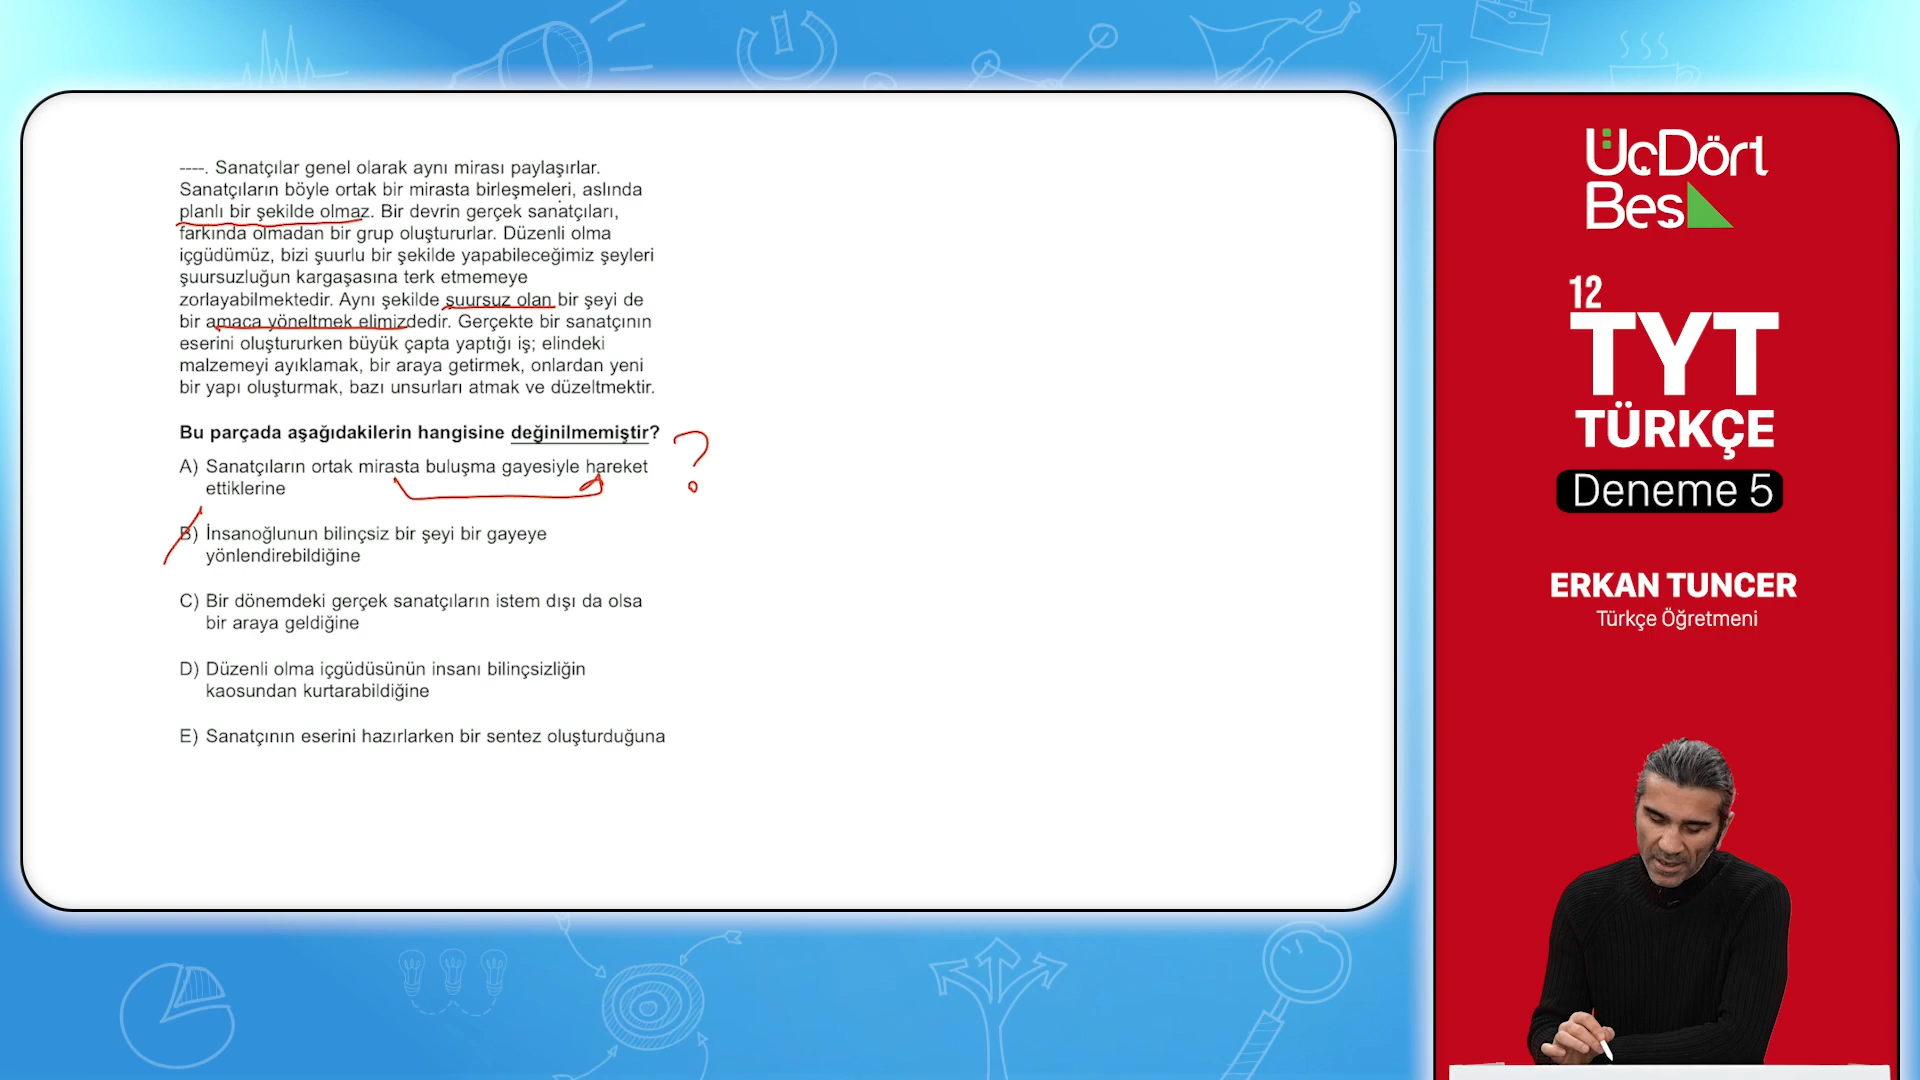 ----. Sanatçılar genel olarak aynı mirası paylaşırlar.
Sanatçıların böyle ortak bir mirasta birleşmeleri, aslında
planlı bir şekilde olmaz. Bir devrin gerçek sanatçıları,
farkında olmadan bir grup oluştururlar. Düzenli olma
içgüdümüz, bizi şuurlu bir şekilde yapabileceğimiz şeyleri
şuursuzluğun kargaşasına terk etmemeye
zorlayabilmektedir. Aynı şekilde şuursuz olan bir şeyi de
bir amaca yöneltmek elimizdedir. Gerçekte bir sanatçının
eserini oluştururken büyük çapta yaptığı iş; elindeki
malzemeyi ayıklamak, bir araya getirmek, onlardan yeni
bir yapı oluşturmak, bazı unsurları atmak ve düzeltmektir.
Bu parçada aşağıdakilerin hangisine değinilmemiştir?
?
A) Sanatçıların ortak mirasta buluşma gayesiyle hareket
ettiklerine
B) İnsanoğlunun bilinçsiz bir şeyi bir gayeye
yönlendirebildiğine
C) Bir dönemdeki gerçek sanatçıların istem dışı da olsa
bir araya geldiğine
D) Düzenli olma içgüdüsünün insanı bilinçsizliğin
kaosundan kurtarabildiğine
E) Sanatçının eserini hazırlarken bir sentez oluşturduğuna
ÜçDört
Beş
12
TYT
TÜRKÇE
Deneme 5
ERKAN TUNCER
Türkçe Öğretmeni